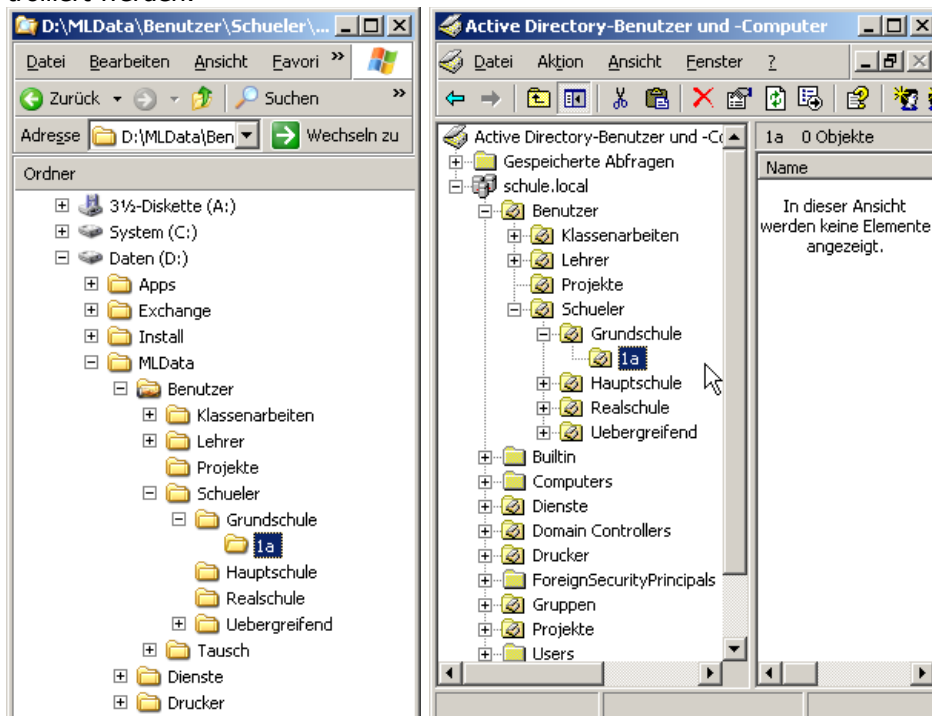 trolliert werden.
D:\MLData\Benutzer\Schueler\...
Datei Bearbeiten Ansicht Favori »
Zurück Suchen »
Adresse D:\MLData\Ben Wechseln zu
Ordner
3½-Diskette (A:)
System (C:)
Daten (D:)
Apps
Exchange
Install
MLData
Benutzer
Klassenarbeiten
Lehrer
Projekte
Schueler
Grundschule
1a
Hauptschule
Realschule
Uebergreifend
Tausch
Dienste
Drucker
Active Directory-Benutzer und -Computer
Datei Aktion Ansicht Fenster ?
Active Directory-Benutzer und -Co
Gespeicherte Abfragen
schule.local
Benutzer
Klassenarbeiten
Lehrer
Projekte
Schueler
Grundschule
1a
Hauptschule
Realschule
Uebergreifend
Builtin
Computers
Dienste
Domain Controllers
Drucker
ForeignSecurityPrincipals
Gruppen
Projekte
Users
1a 0 Objekte
Name
In dieser Ansicht
werden keine Elemente
angezeigt.